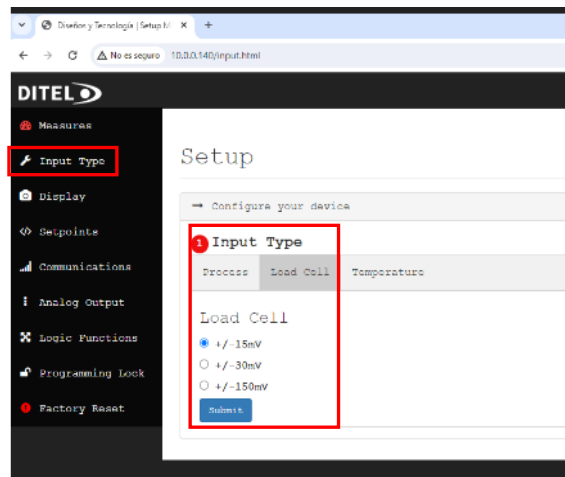 Diseños y Tecnología | Setup M
No es seguro 10.0.0.140/input.html
DITEL
Measures
Input Type
Display
Setpoints
Communications
Analog Output
Logic Functions
Programming Lock
Factory Reset
Setup
Configure your device
1 Input Type
Process Load Cell Temperature
Load Cell
+/-15mV
+/-30mV
+/-150mV
Submit